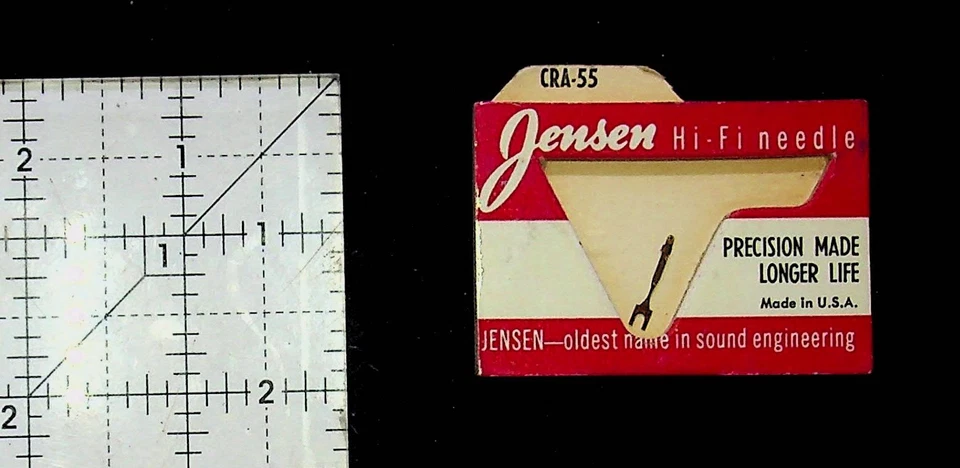 CRA-55
Jensen Hi-Fi needle
PRECISION MADE
LONGER LIFE
Made in U.S.A.
JENSEN—oldest name in sound engineering
2 1
1 1
2 2